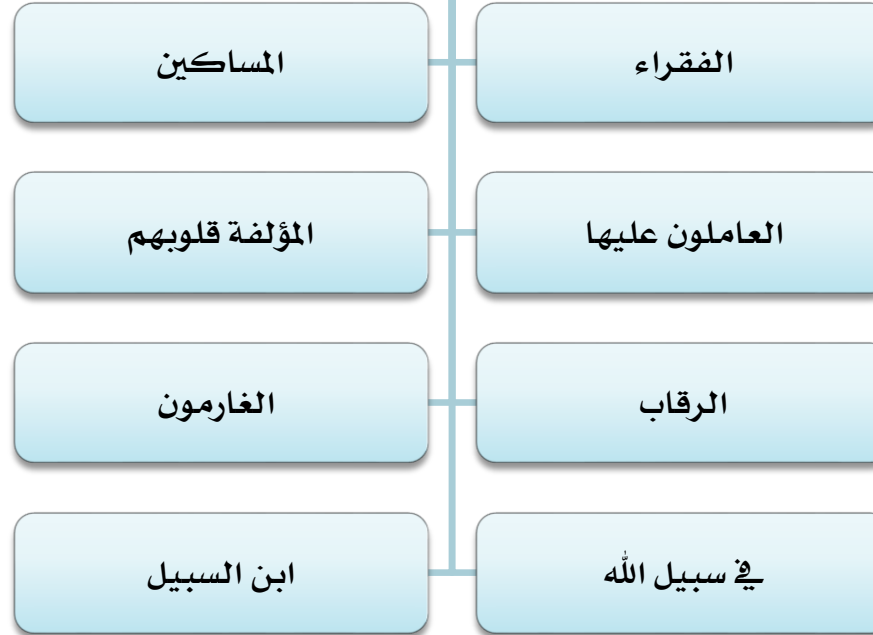 الفقراء
المساكين
العاملون عليها
المؤلفة قلوبهم
الرقاب
الغارمون
في سبيل الله
ابن السبيل